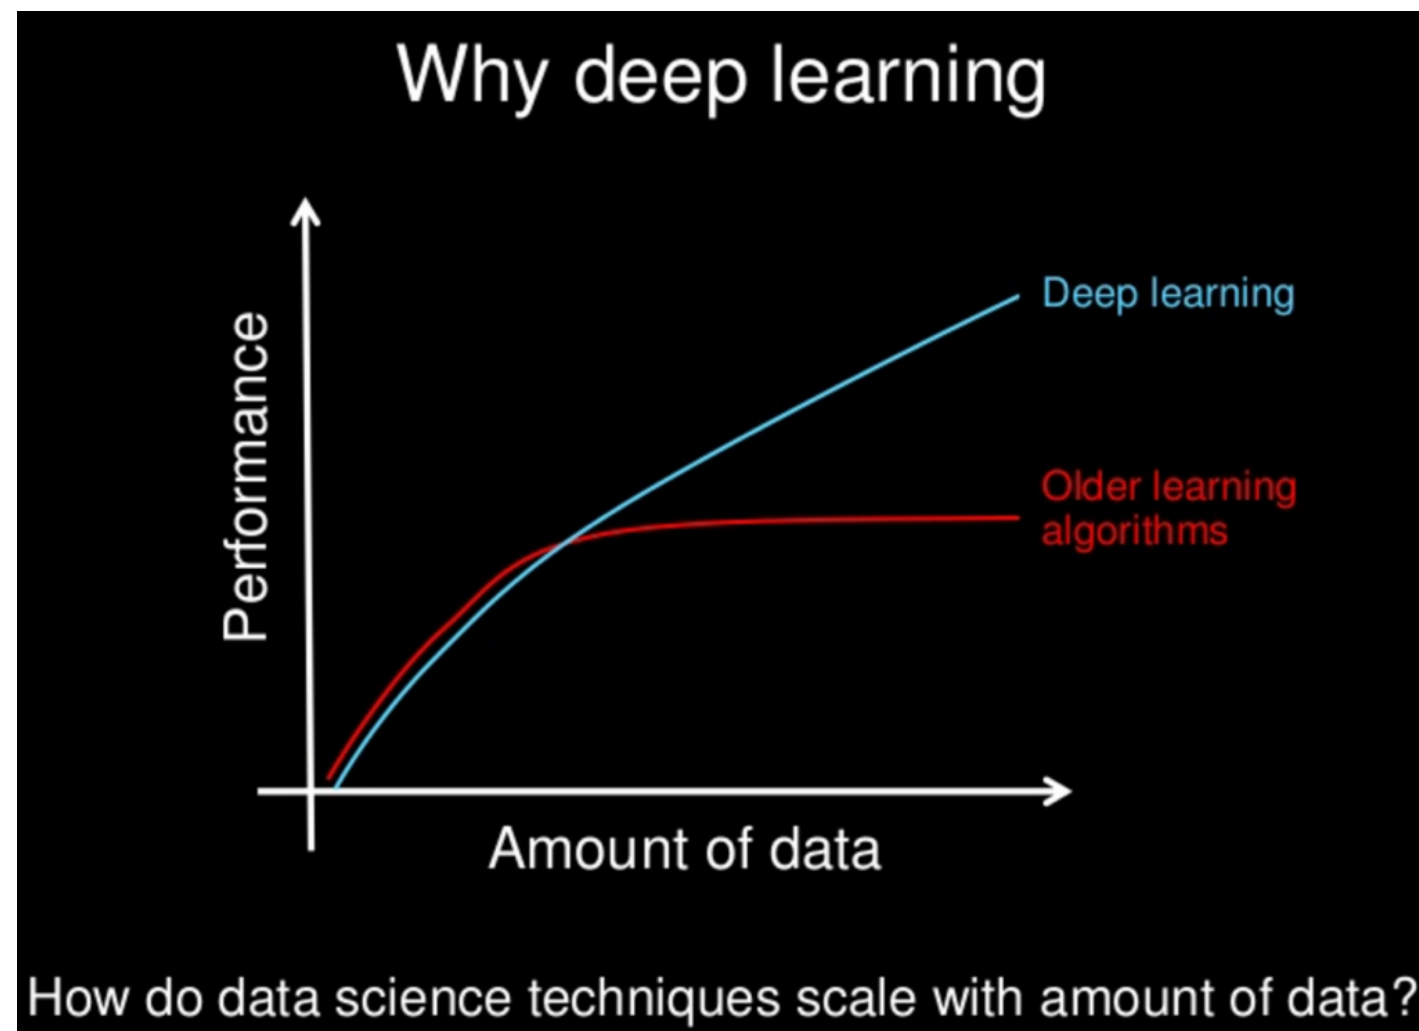 Why deep learning
Performance
Deep learning
Older learning
algorithms
Amount of data
How do data science techniques scale with amount of data?